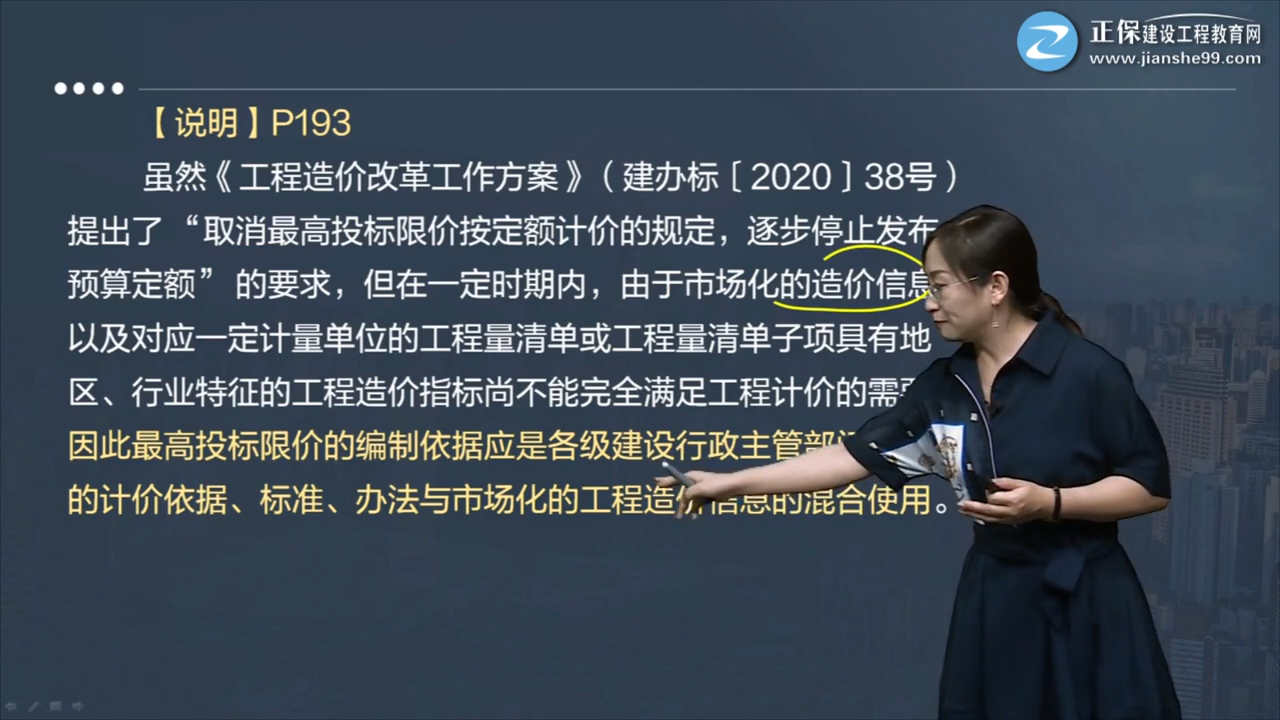 正保建设工程教育网
www.jianshe99.com
【说明】P193
虽然《工程造价改革工作方案》（建办标〔2020〕38号）
提出了“取消最高投标限价按定额计价的规定，逐步停止发布
预算定额”的要求，但在一定时期内，由于市场化的造价信息
以及对应一定计量单位的工程量清单或工程量清单子项具有地
区、行业特征的工程造价指标尚不能完全满足工程计价的需
因此最高投标限价的编制依据应是各级建设行政主管部
的计价依据、标准、办法与市场化的工程造价信息的混合使用。